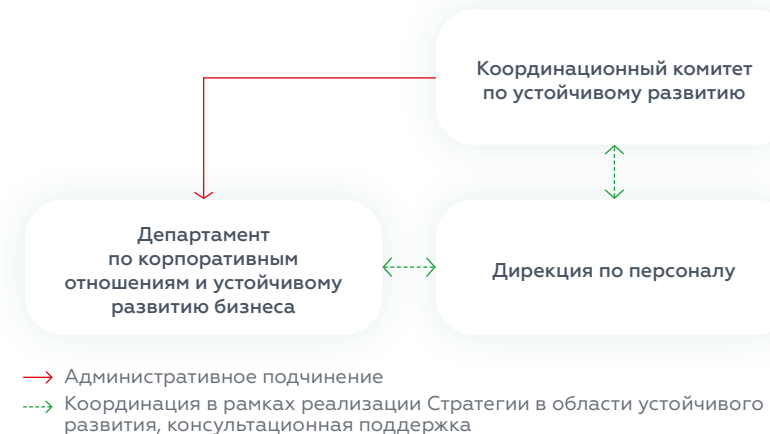 Координационный комитет
по устойчивому развитию
Департамент
по корпоративным
отношениям и устойчивому
развитию бизнеса
Дирекция по персоналу
Административное подчинение
Координация в рамках реализации Стратегии в области устойчивого
развития, консультационная поддержка